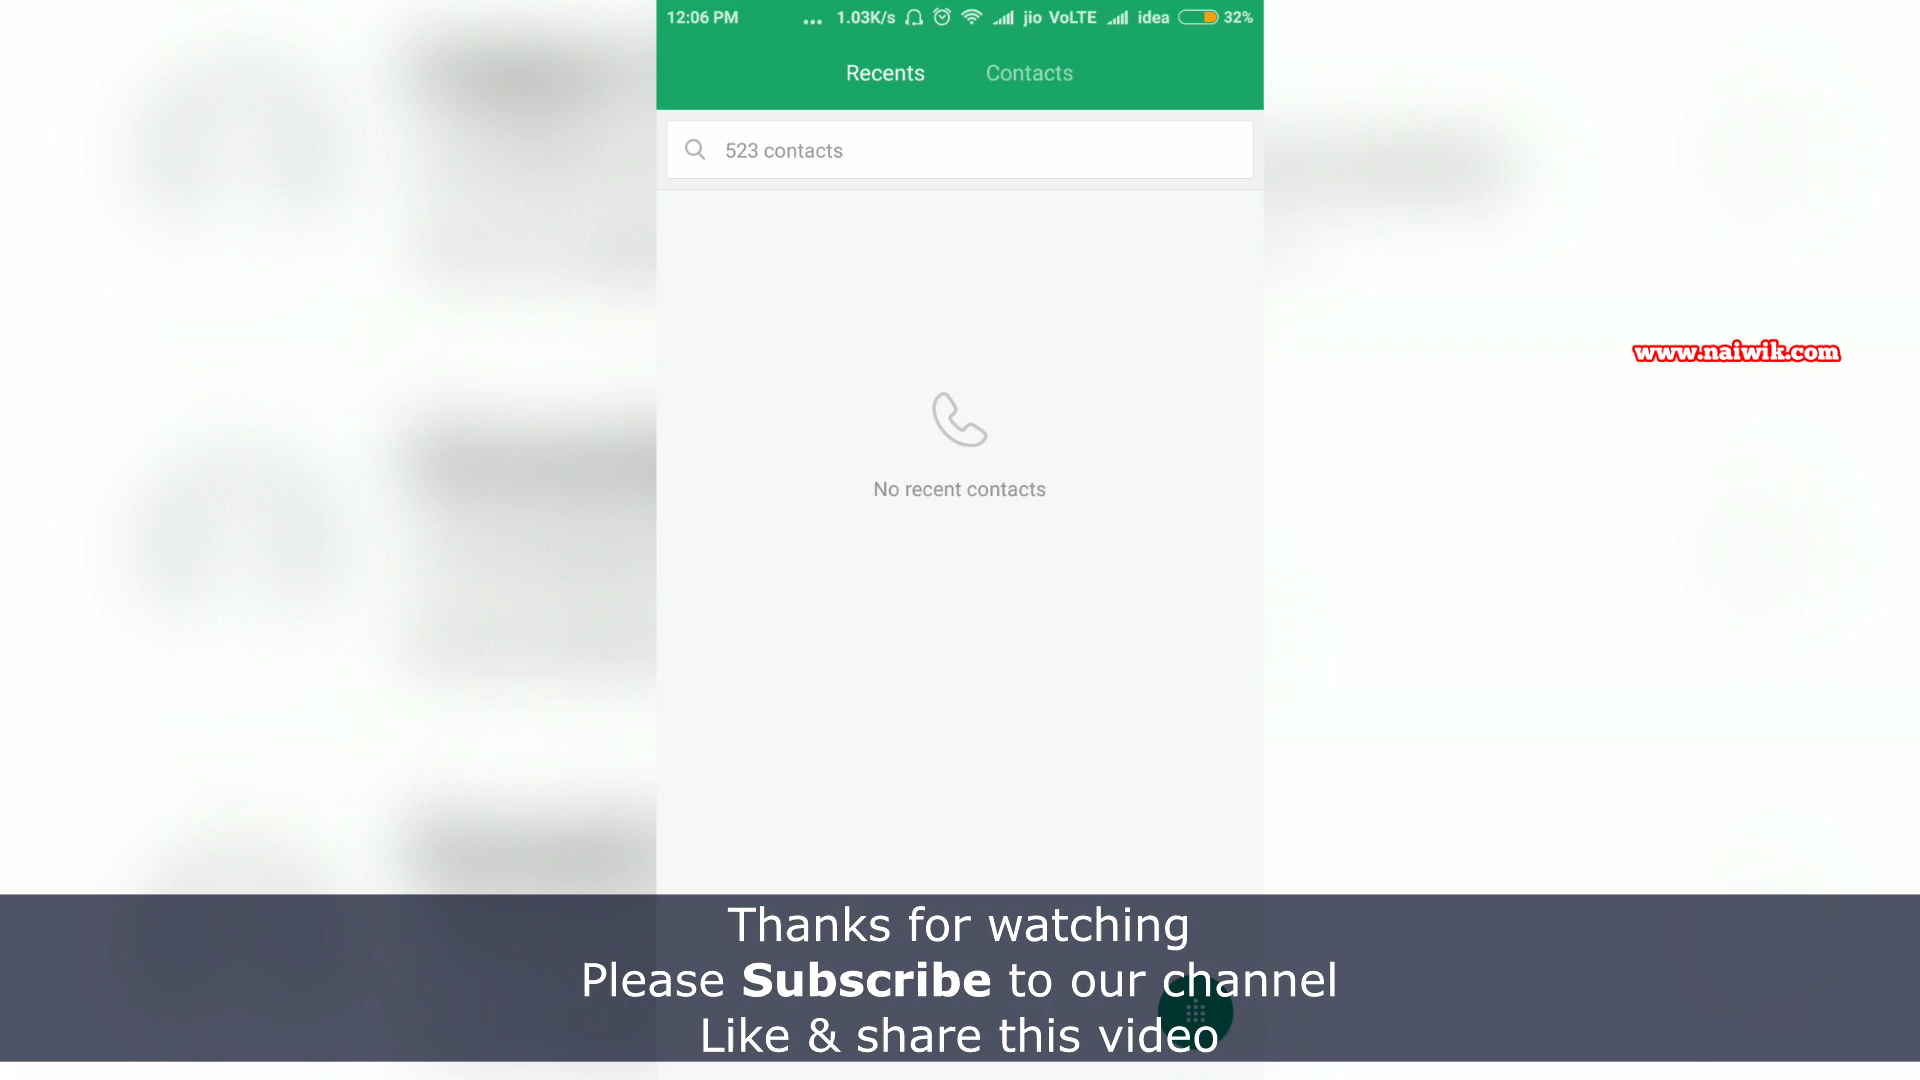 12:06 PM ... 1.03K/s jio VoLTE idea 32%
Recents Contacts
523 contacts
www.naiwik.com
No recent contacts
Thanks for watching
Please Subscribe to our channel
Like & share this video